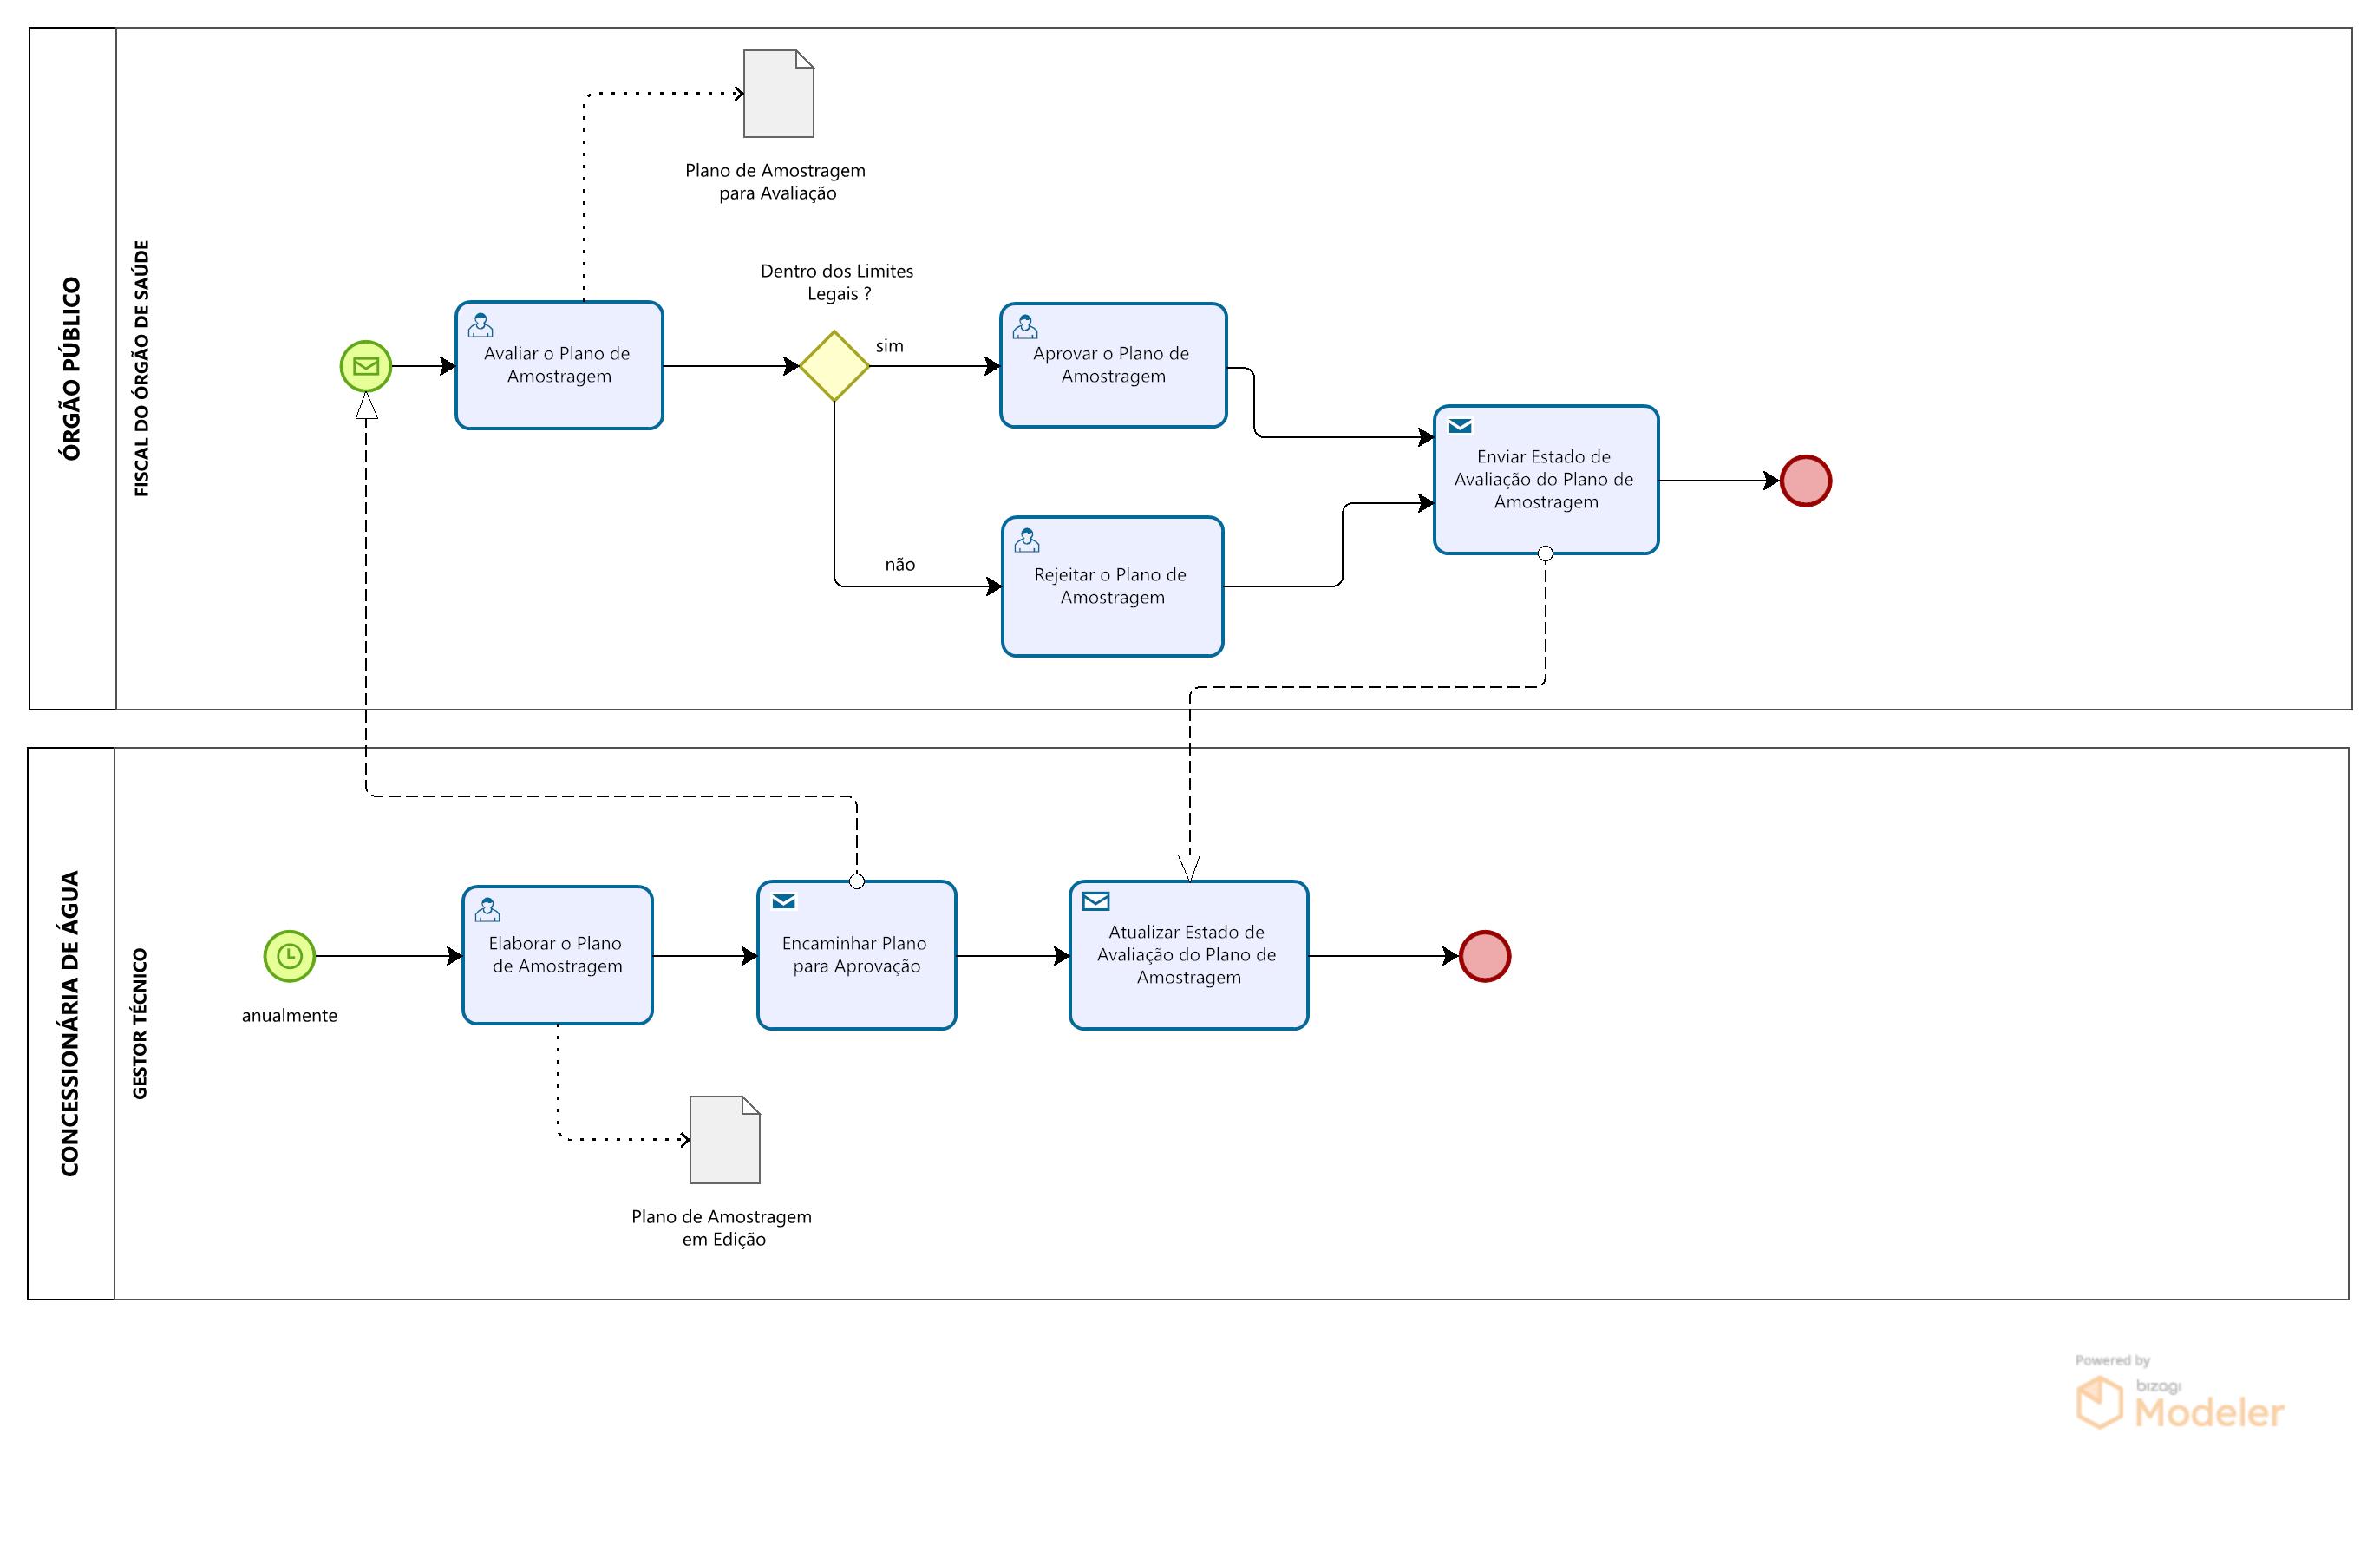 ÓRGÃO PÚBLICO
FISCAL DO ÓRGÃO DE SAÚDE
Plano de Amostragem
para Avaliação
Avaliar o Plano de
Amostragem
Dentro dos Limites
Legais ?
sim
não
Aprovar o Plano de
Amostragem
Rejeitar o Plano de
Amostragem
Enviar Estado de
Avaliação do Plano de
Amostragem
CONCESSIONÁRIA DE ÁGUA
GESTOR TÉCNICO
anualmente
Elaborar o Plano
de Amostragem
Encaminhar Plano
para Aprovação
Atualizar Estado de
Avaliação do Plano de
Amostragem
Plano de Amostragem
em Edição
Powered by
bizagi
Modeler